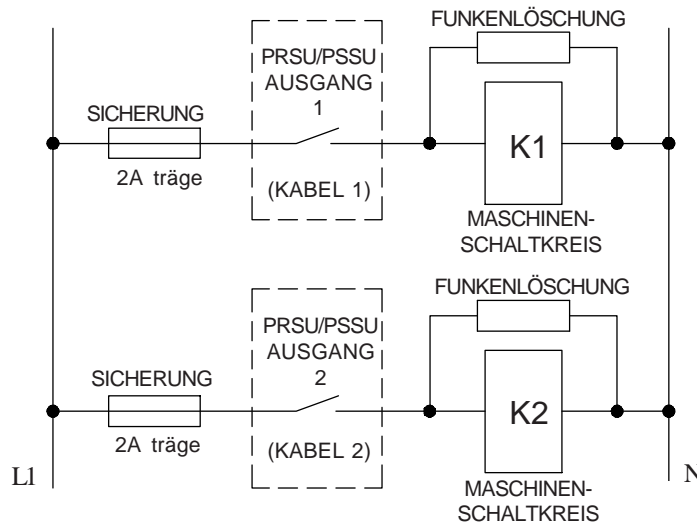 FUNKENLÖSCHUNG
PRSU/PSSU
AUSGANG
1
SICHERUNG
K1
2A träge
(KABEL 1)
MASCHINEN-
SCHALTKREIS
FUNKENLÖSCHUNG
PRSU/PSSU
AUSGANG
2
SICHERUNG
K2
2A träge
(KABEL 2)
L1
N
MASCHINEN-
SCHALTKREIS